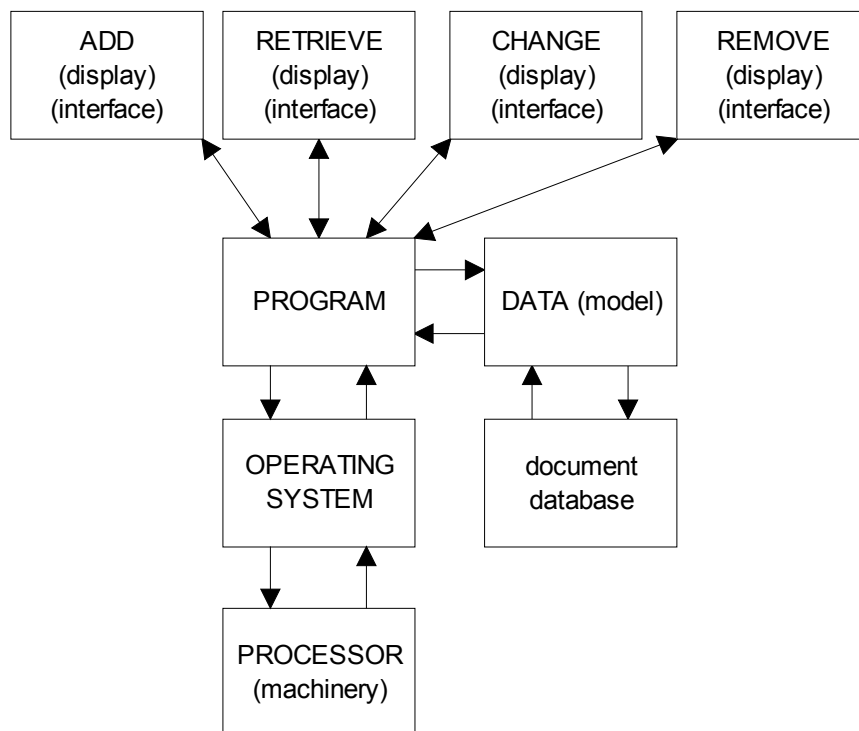 ADD
(display)
(interface)
RETRIEVE
(display)
(interface)
CHANGE
(display)
(interface)
REMOVE
(display)
(interface)
PROGRAM
DATA (model)
OPERATING
SYSTEM
document
database
PROCESSOR
(machinery)